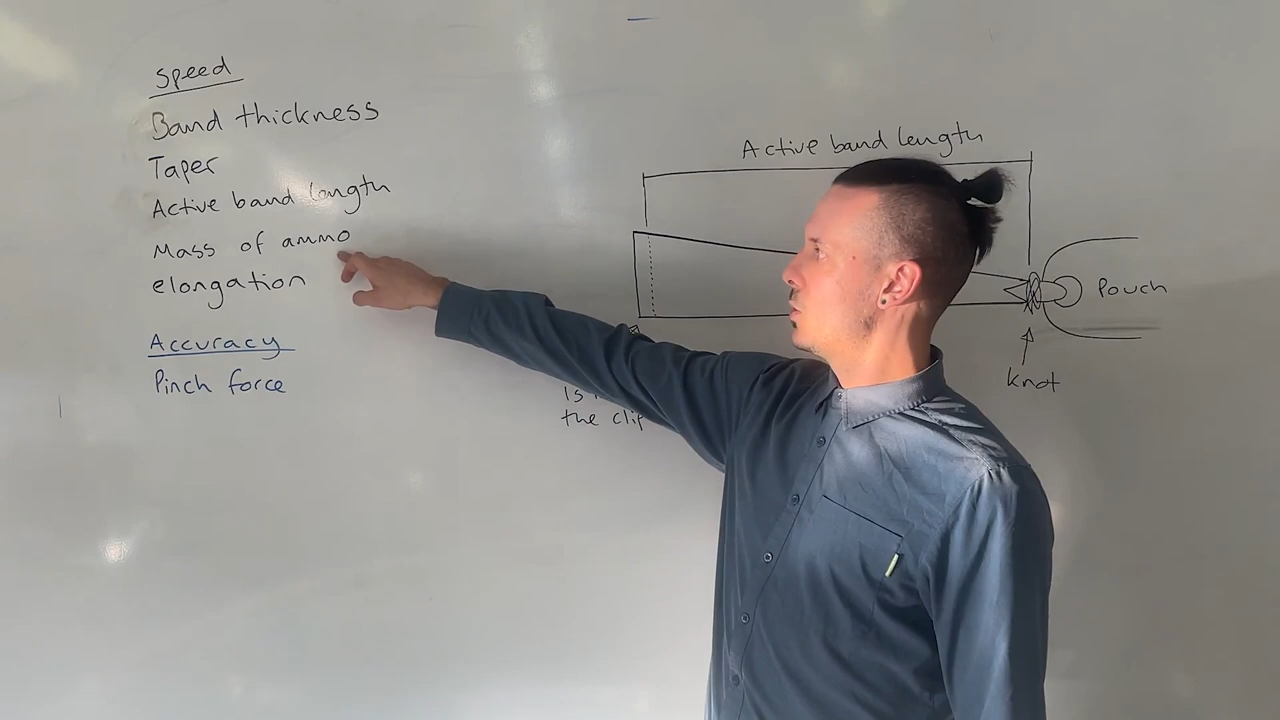 Speed
Band thickness
Taper
Active band length
Mass of ammo
elongation
Accuracy
Pinch force
Active band length
Pouch
knot
the clip